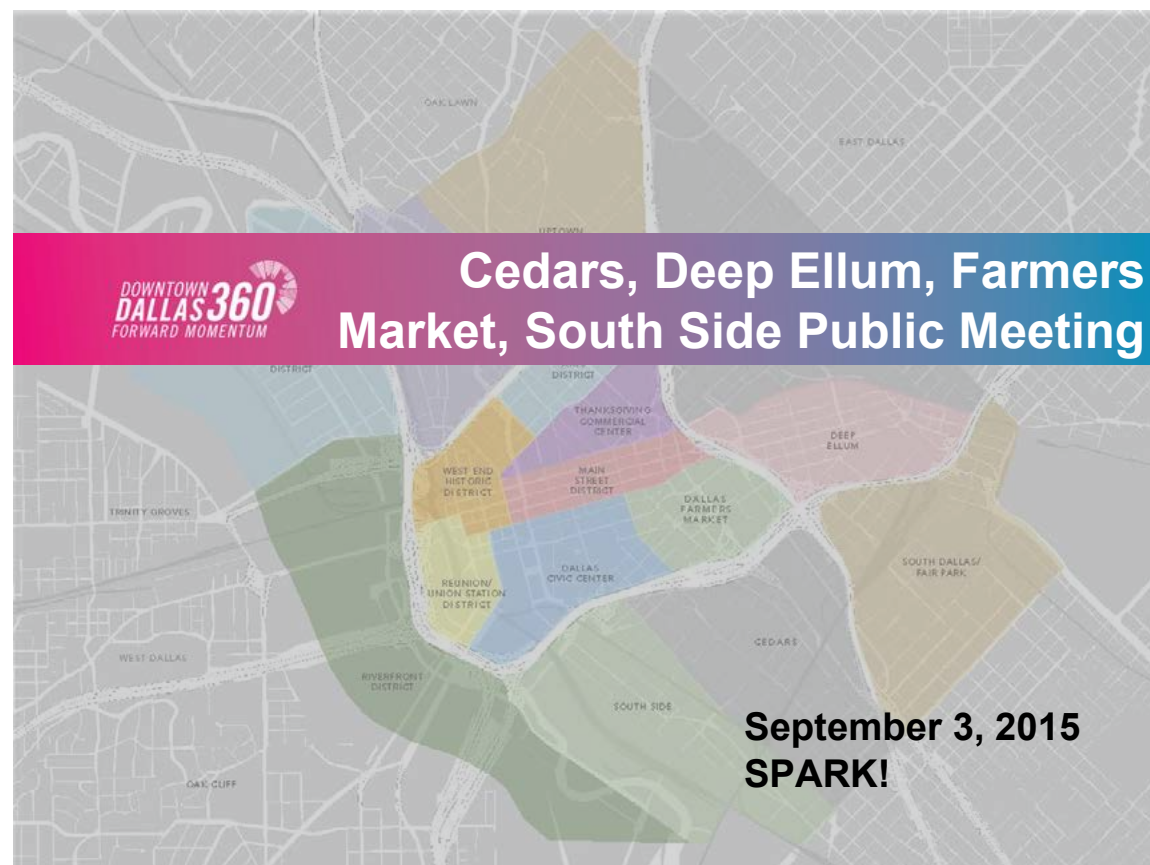 OAK LAWN
EAST DALLAS
UPTOWN
DOWNTOWN
DALLAS 360
FORWARD MOMENTUM
Cedars, Deep Ellum, Farmers
Market, South Side Public Meeting
DISTRICT
DISTRICT
THANKSGIVING
COMMERCIAL
CENTER
DEEP
ELLUM
WEST END
HISTORIC
DISTRICT
MAIN
STREET
DISTRICT
DALLAS
FARMERS
MARKET
TRINITY GROVES
SOUTH DALLAS/
FAIR PARK
DALLAS
CIVIC CENTER
REUNION/
UNION STATION
DISTRICT
CEDARS
WEST DALLAS
RIVERFRONT
DISTRICT
SOUTH SIDE
September 3, 2015
SPARK!
OAK CLIFF